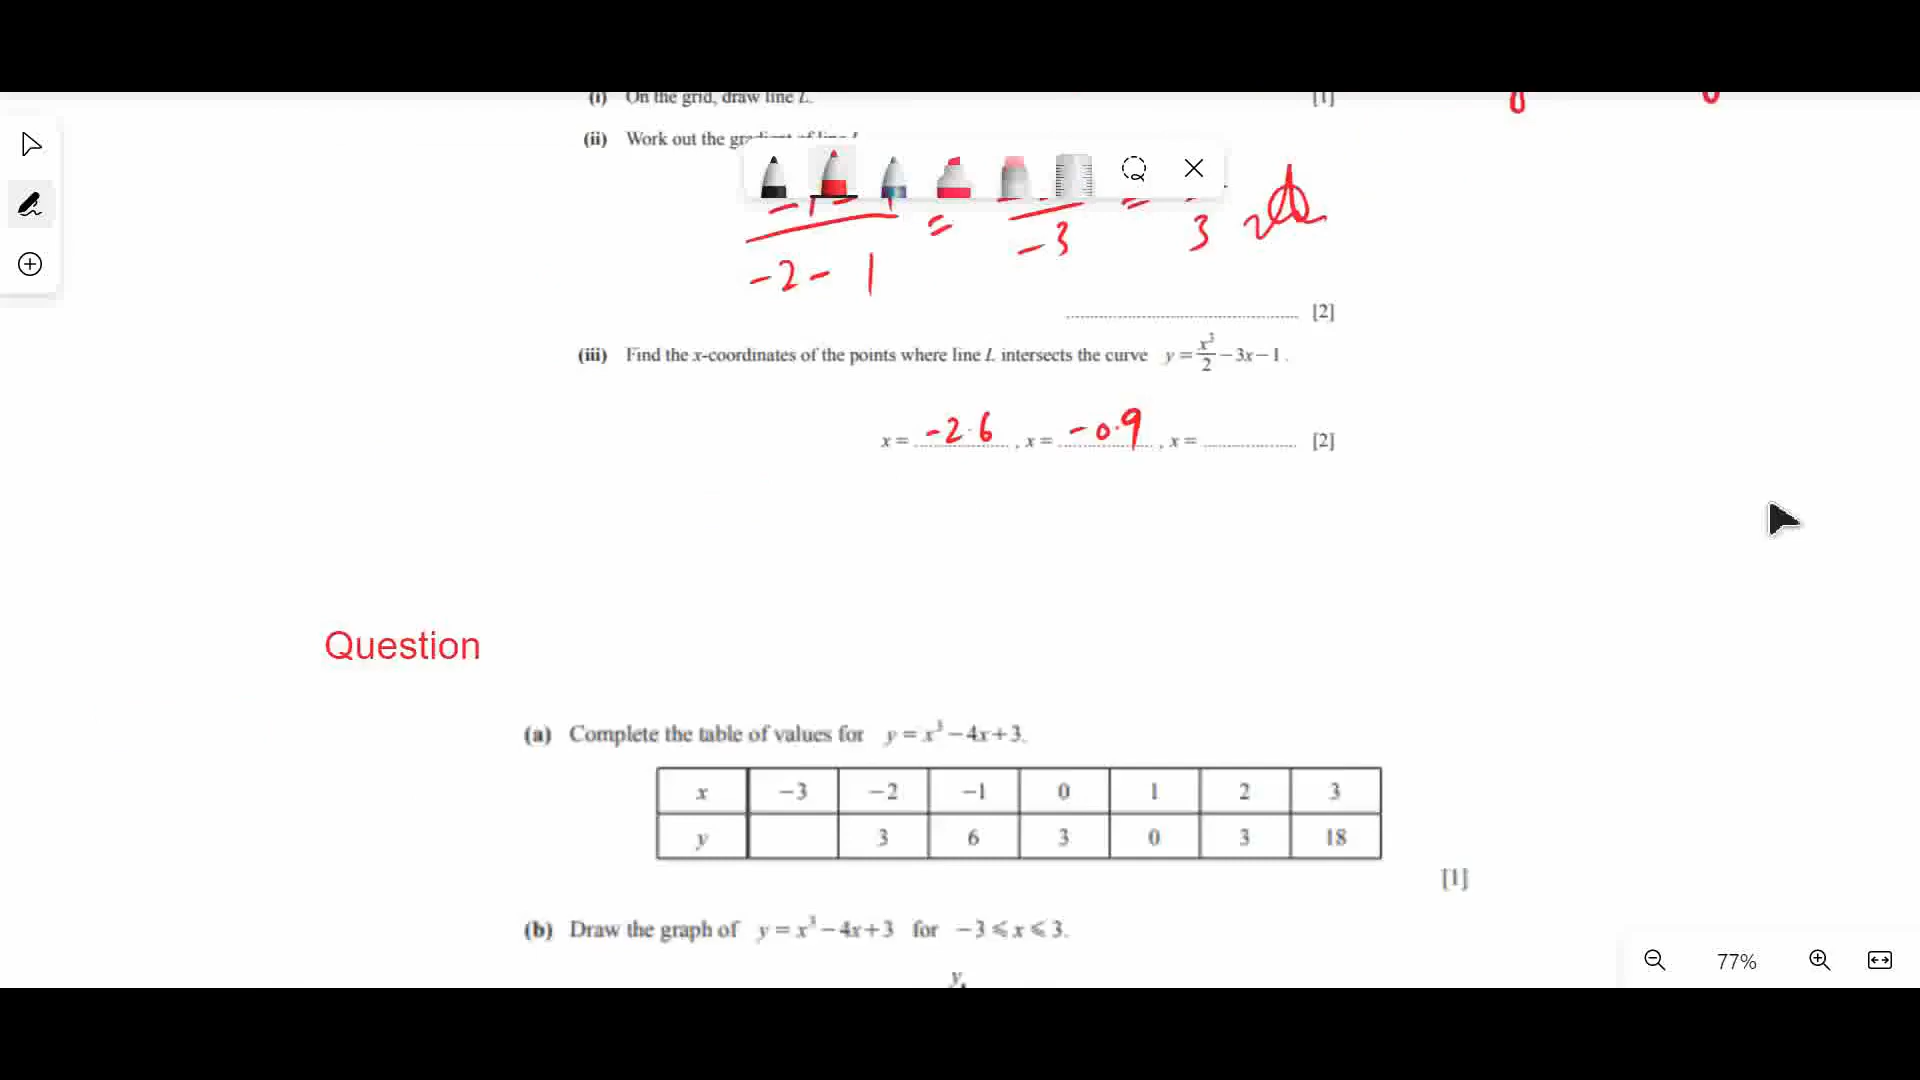 (i) On the grid, draw line L. [1]
(ii) Work out the gradient of line L
-2 - 1 = -3 = 3
[2]
(iii) Find the x-coordinates of the points where line L intersects the curve y = x³/2 − 3x − 1.
x = -2.6 , x = -0.9 , x = [2]
Question
(a) Complete the table of values for y = x³ − 4x + 3.
x −3 −2 −1 0 1 2 3
y 3 6 3 0 3 18
[1]
(b) Draw the graph of y = x³ − 4x + 3 for −3 ⩽ x ⩽ 3.
y
77%